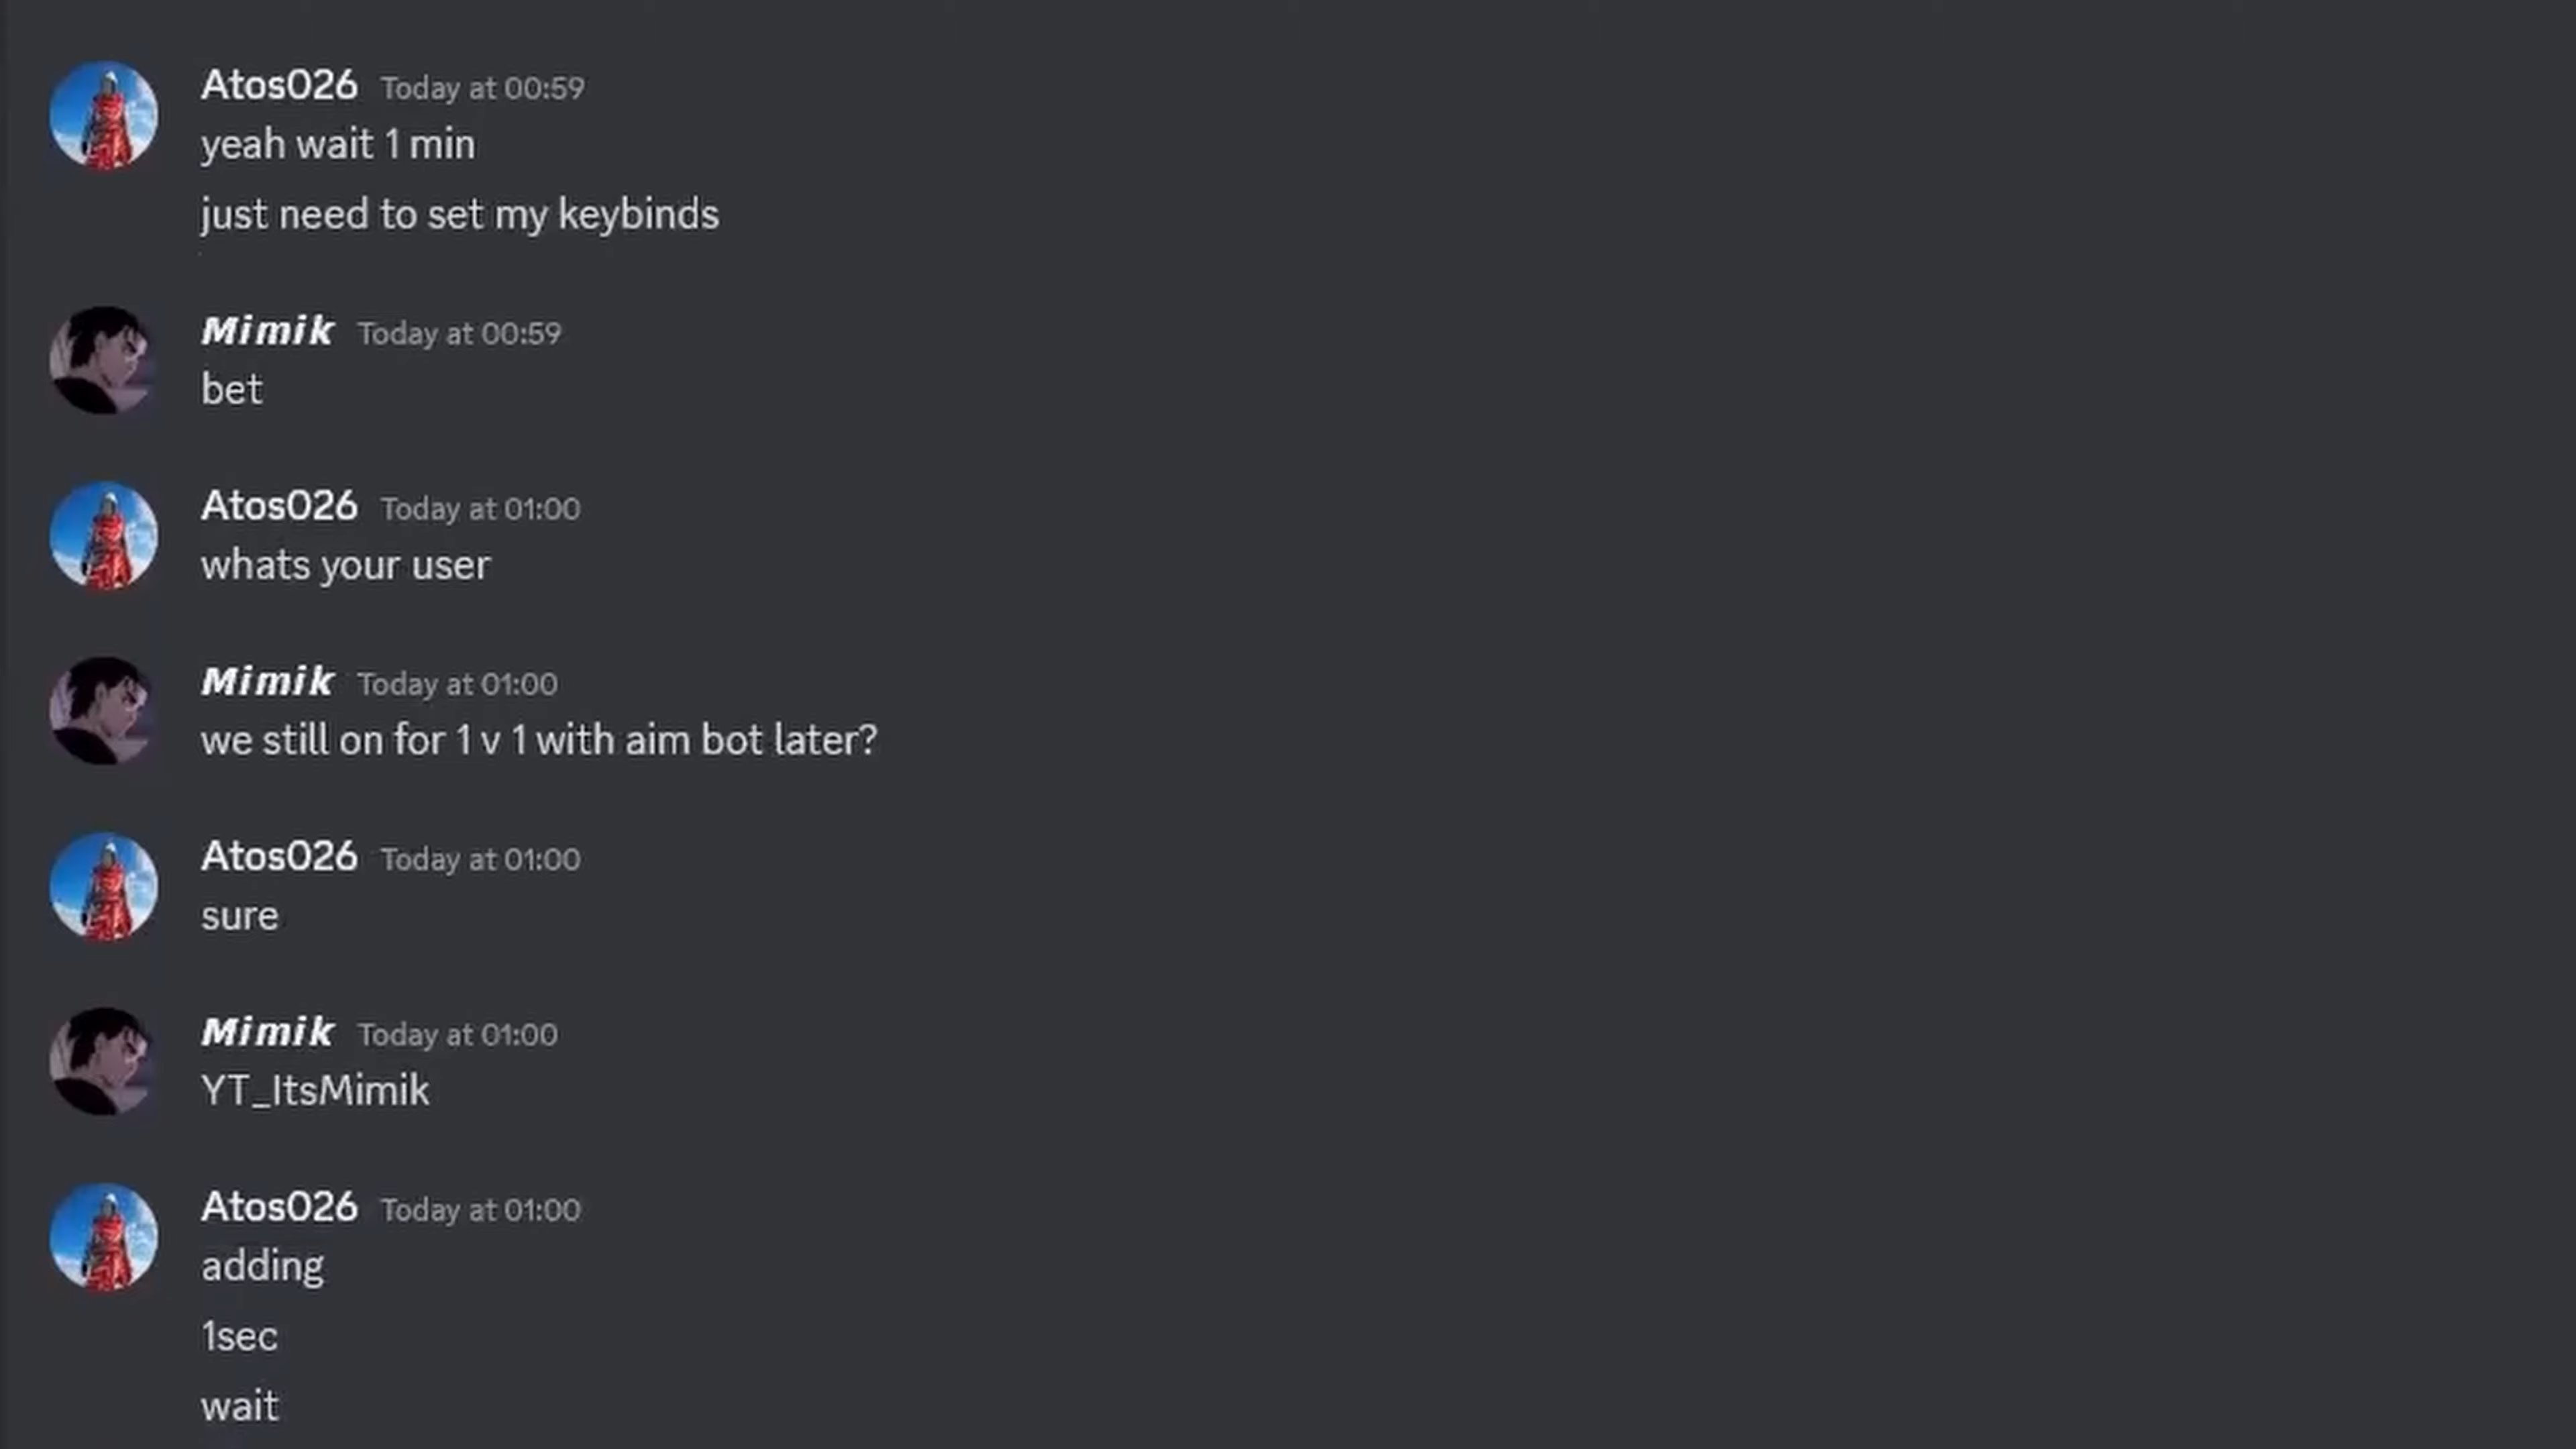 Atos026 Today at 00:59
yeah wait 1 min
just need to set my keybinds
Mimik Today at 00:59
bet
Atos026 Today at 01:00
whats your user
Mimik Today at 01:00
we still on for 1 v 1 with aim bot later?
Atos026 Today at 01:00
sure
Mimik Today at 01:00
YT_ItsMimik
Atos026 Today at 01:00
adding
1sec
wait